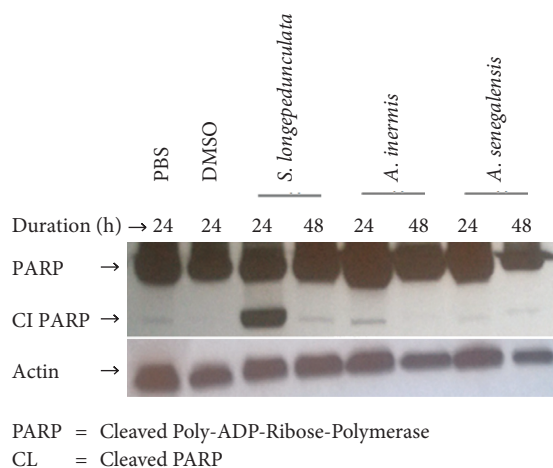 PBS DMSO S. longepedunculata A. inermis A. senegalensis
Duration (h) → 24 24 24 48 24 48 24 48
PARP →
CI PARP →
Actin →
PARP = Cleaved Poly-ADP-Ribose-Polymerase
CL = Cleaved PARP